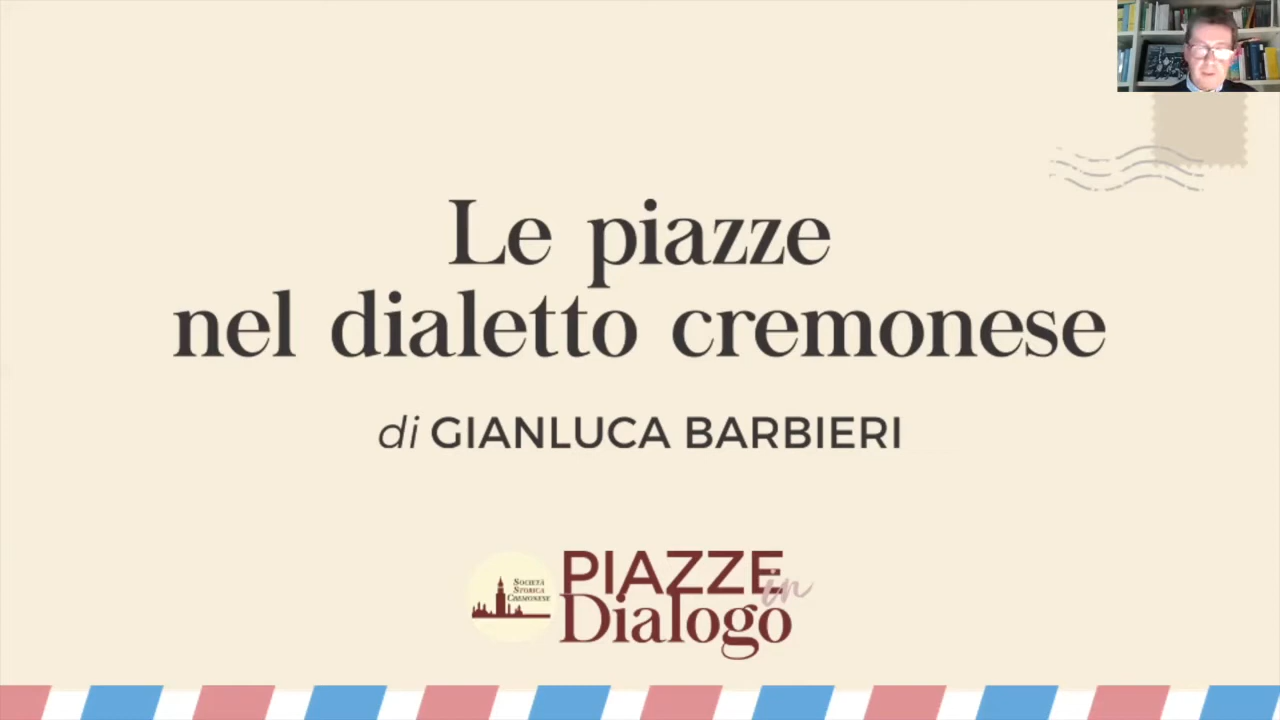 Le piazze
nel dialetto cremonese
di GIANLUCA BARBIERI
SOCIETÀ
STORICA
CREMONESE
PIAZZE
in
Dialogo